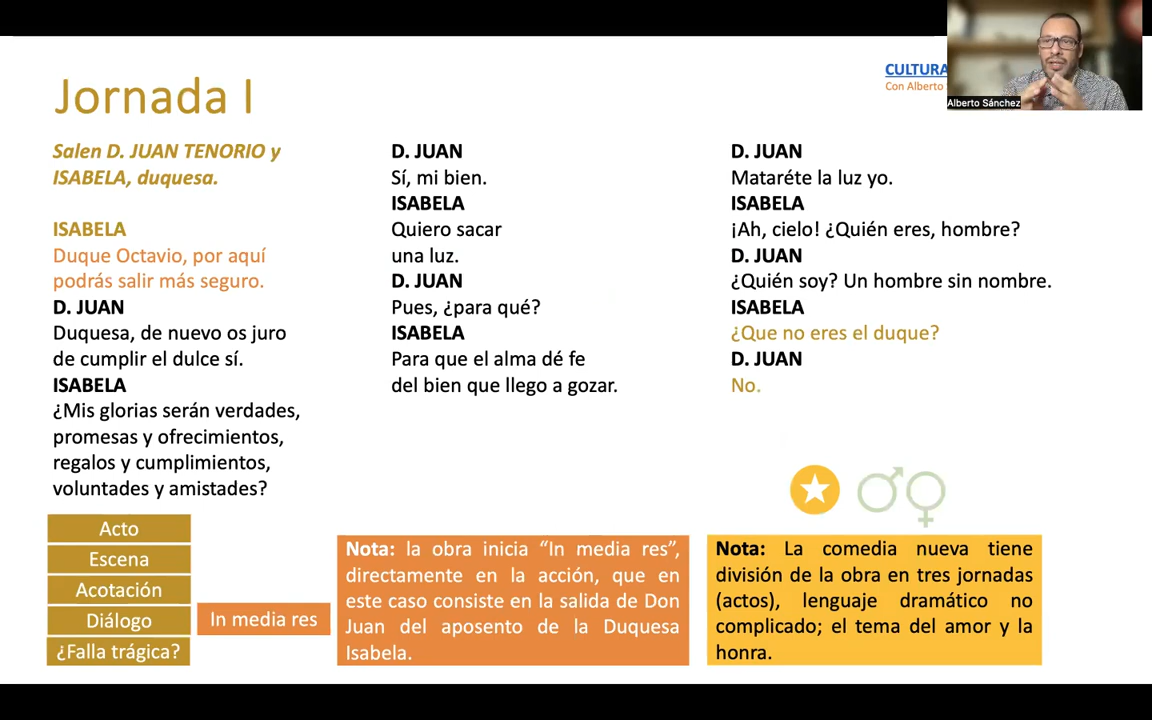 Jornada I
CULTURA
Con Alberto
Alberto Sánchez
Salen D. JUAN TENORIO y
ISABELA, duquesa.
ISABELA
Duque Octavio, por aquí
podrás salir más seguro.
D. JUAN
Duquesa, de nuevo os juro
de cumplir el dulce sí.
ISABELA
¿Mis glorias serán verdades,
promesas y ofrecimientos,
regalos y cumplimientos,
voluntades y amistades?
D. JUAN
Sí, mi bien.
ISABELA
Quiero sacar
una luz.
D. JUAN
Pues, ¿para qué?
ISABELA
Para que el alma dé fe
del bien que llego a gozar.
D. JUAN
Mataréte la luz yo.
ISABELA
¡Ah, cielo! ¿Quién eres, hombre?
D. JUAN
¿Quién soy? Un hombre sin nombre.
ISABELA
¿Que no eres el duque?
D. JUAN
No.
Acto
Escena
Acotación
Diálogo
¿Falla trágica?
In media res
Nota: la obra inicia “In media res”,
directamente en la acción, que en
este caso consiste en la salida de Don
Juan del aposento de la Duquesa
Isabela.
Nota: La comedia nueva tiene
división de la obra en tres jornadas
(actos), lenguaje dramático no
complicado; el tema del amor y la
honra.